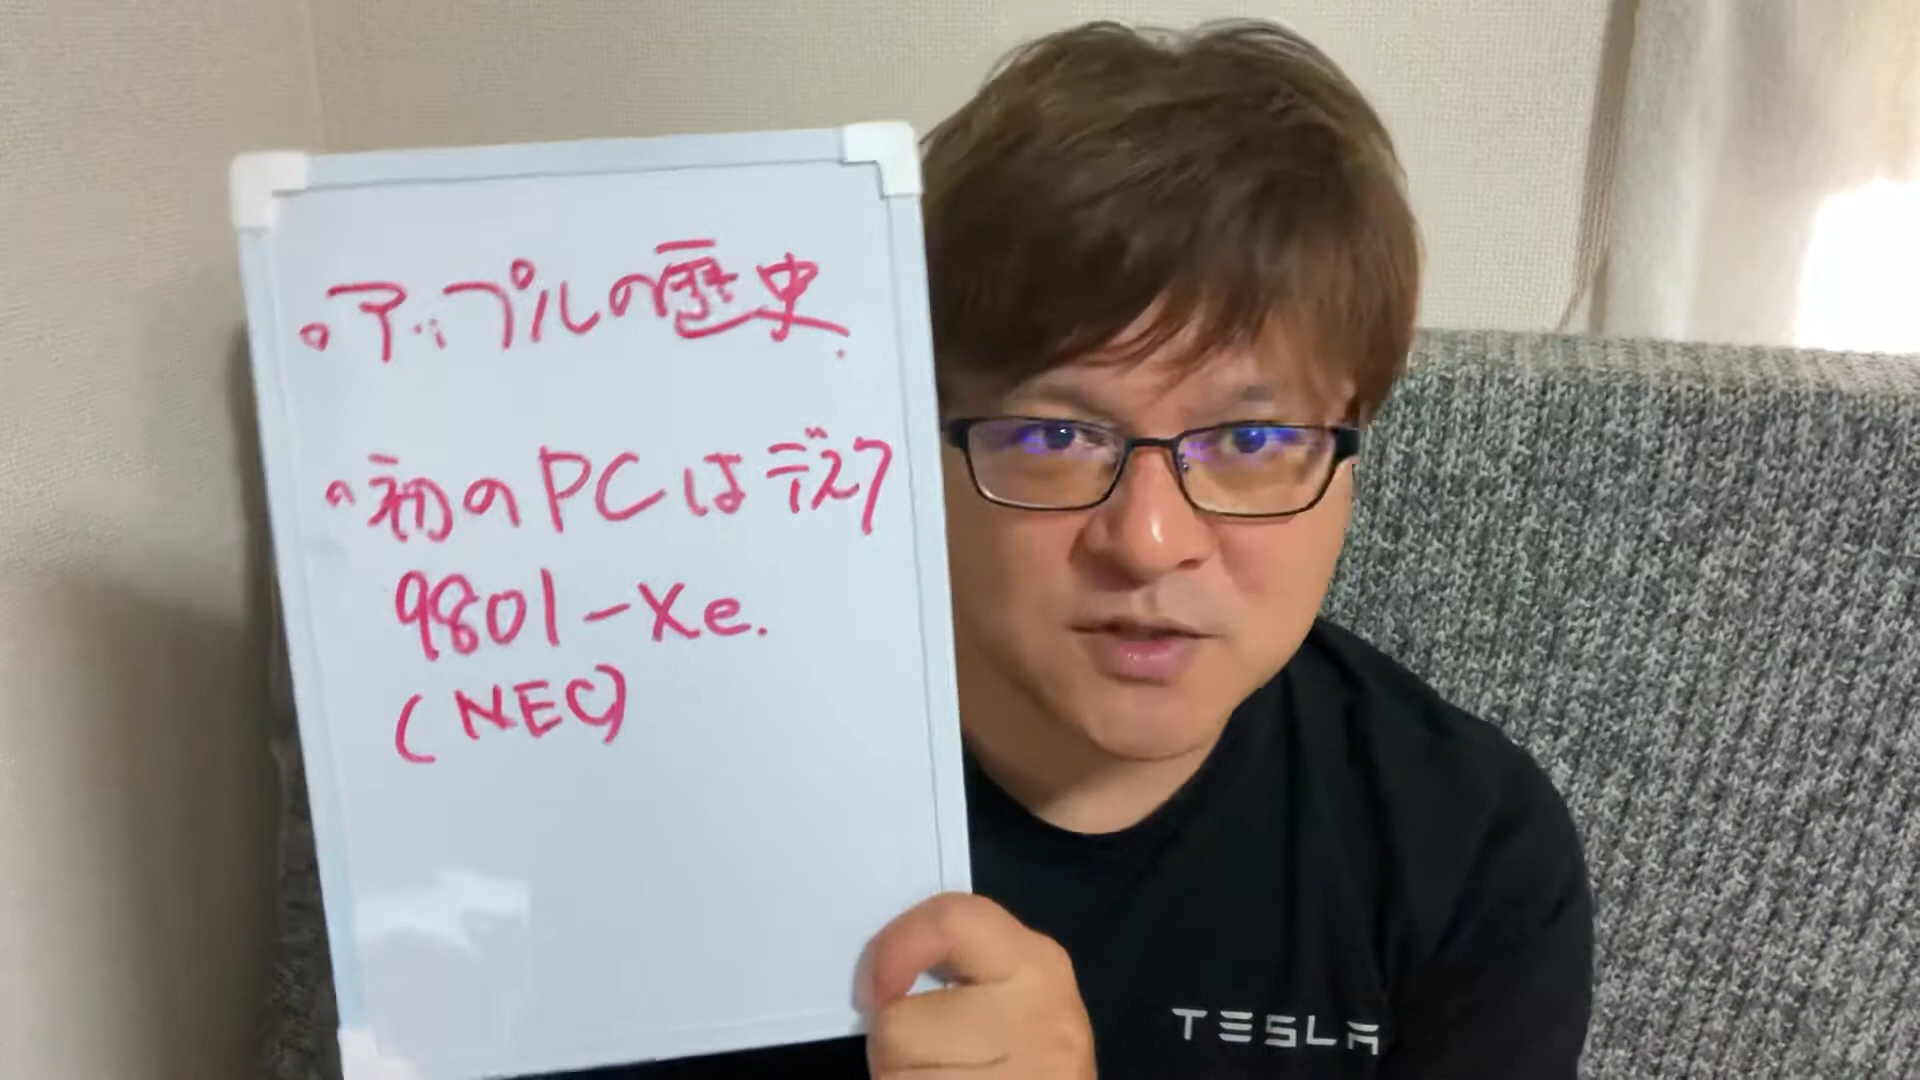 ・アップルの歴史.
・初のPCはデスク
9801-Xe.
(NEC)
TESLA